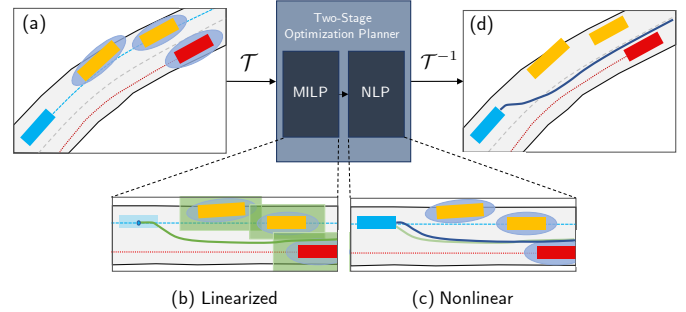 (a)
Two-Stage
Optimization Planner
(d)
𝒯
𝒯⁻¹
MILP
NLP
(b) Linearized
(c) Nonlinear